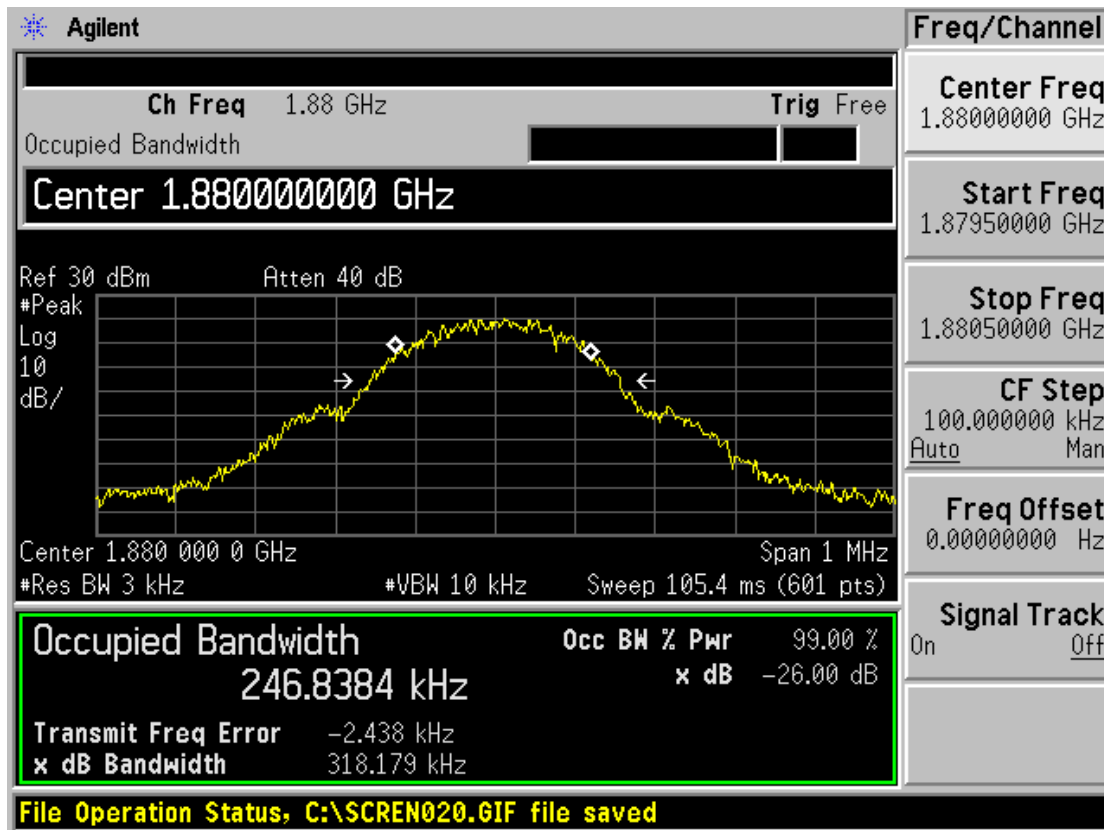 Agilent
Ch Freq 1.88 GHz Trig Free
Occupied Bandwidth
Center 1.880000000 GHz
Ref 30 dBm Atten 40 dB
#Peak
Log
10
dB/
Center 1.880 000 0 GHz Span 1 MHz
#Res BW 3 kHz #VBW 10 kHz Sweep 105.4 ms (601 pts)
Occupied Bandwidth
246.8384 kHz
Occ BW % Pwr 99.00 %
x dB -26.00 dB
Transmit Freq Error -2.438 kHz
x dB Bandwidth 318.179 kHz
File Operation Status, C:\SCREN020.GIF file saved
Freq/Channel
Center Freq
1.88000000 GHz
Start Freq
1.87950000 GHz
Stop Freq
1.88050000 GHz
CF Step
100.000000 kHz
Auto Man
Freq Offset
0.00000000 Hz
Signal Track
On Off